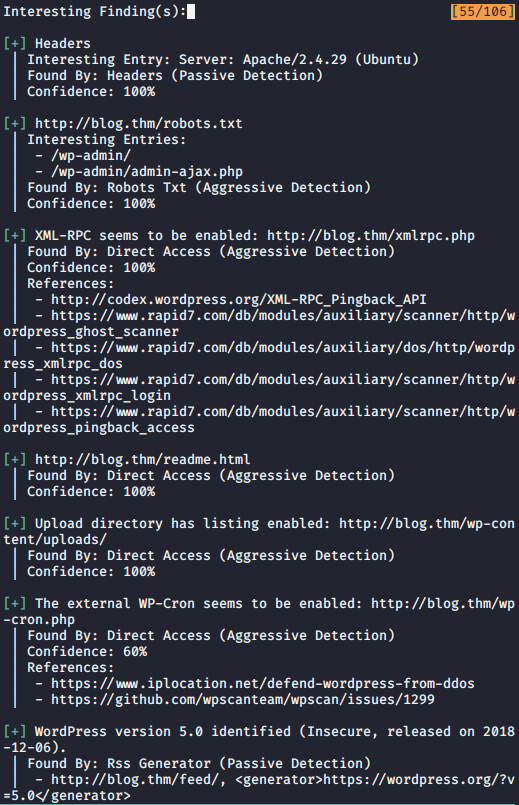 Interesting Finding(s): [55/106]
[+] Headers
| Interesting Entry: Server: Apache/2.4.29 (Ubuntu)
| Found By: Headers (Passive Detection)
| Confidence: 100%
[+] http://blog.thm/robots.txt
| Interesting Entries:
| - /wp-admin/
| - /wp-admin/admin-ajax.php
| Found By: Robots Txt (Aggressive Detection)
| Confidence: 100%
[+] XML-RPC seems to be enabled: http://blog.thm/xmlrpc.php
| Found By: Direct Access (Aggressive Detection)
| Confidence: 100%
| References:
| - http://codex.wordpress.org/XML-RPC_Pingback_API
| - https://www.rapid7.com/db/modules/auxiliary/scanner/http/w
ordpress_ghost_scanner
| - https://www.rapid7.com/db/modules/auxiliary/dos/http/wordp
ress_xmlrpc_dos
| - https://www.rapid7.com/db/modules/auxiliary/scanner/http/w
ordpress_xmlrpc_login
| - https://www.rapid7.com/db/modules/auxiliary/scanner/http/w
ordpress_pingback_access
[+] http://blog.thm/readme.html
| Found By: Direct Access (Aggressive Detection)
| Confidence: 100%
[+] Upload directory has listing enabled: http://blog.thm/wp-con
tent/uploads/
| Found By: Direct Access (Aggressive Detection)
| Confidence: 100%
[+] The external WP-Cron seems to be enabled: http://blog.thm/wp
-cron.php
| Found By: Direct Access (Aggressive Detection)
| Confidence: 60%
| References:
| - https://www.iplocation.net/defend-wordpress-from-ddos
| - https://github.com/wpscanteam/wpscan/issues/1299
[+] WordPress version 5.0 identified (Insecure, released on 2018
-12-06).
| Found By: Rss Generator (Passive Detection)
| - http://blog.thm/feed/, <generator>https://wordpress.org/?v
=5.0</generator>